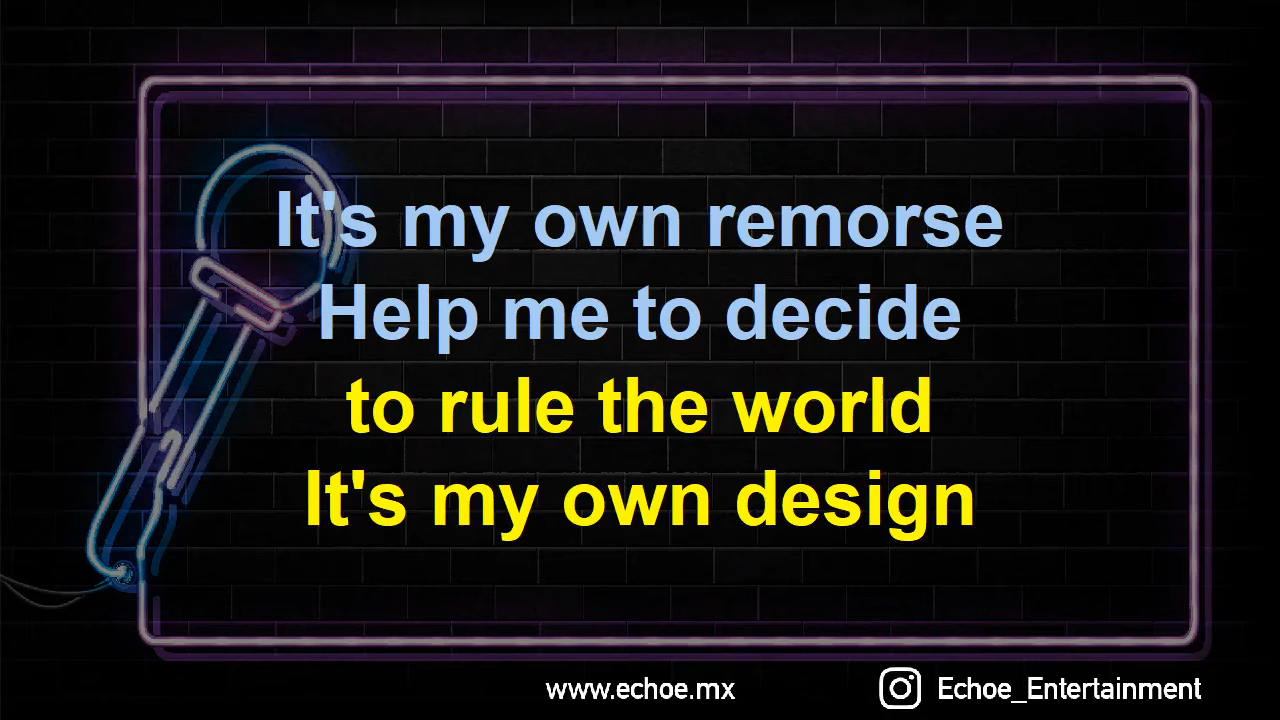 It's my own remorse
Help me to decide
to rule the world
It's my own design
www.echoe.mx
Echoe_Entertainment